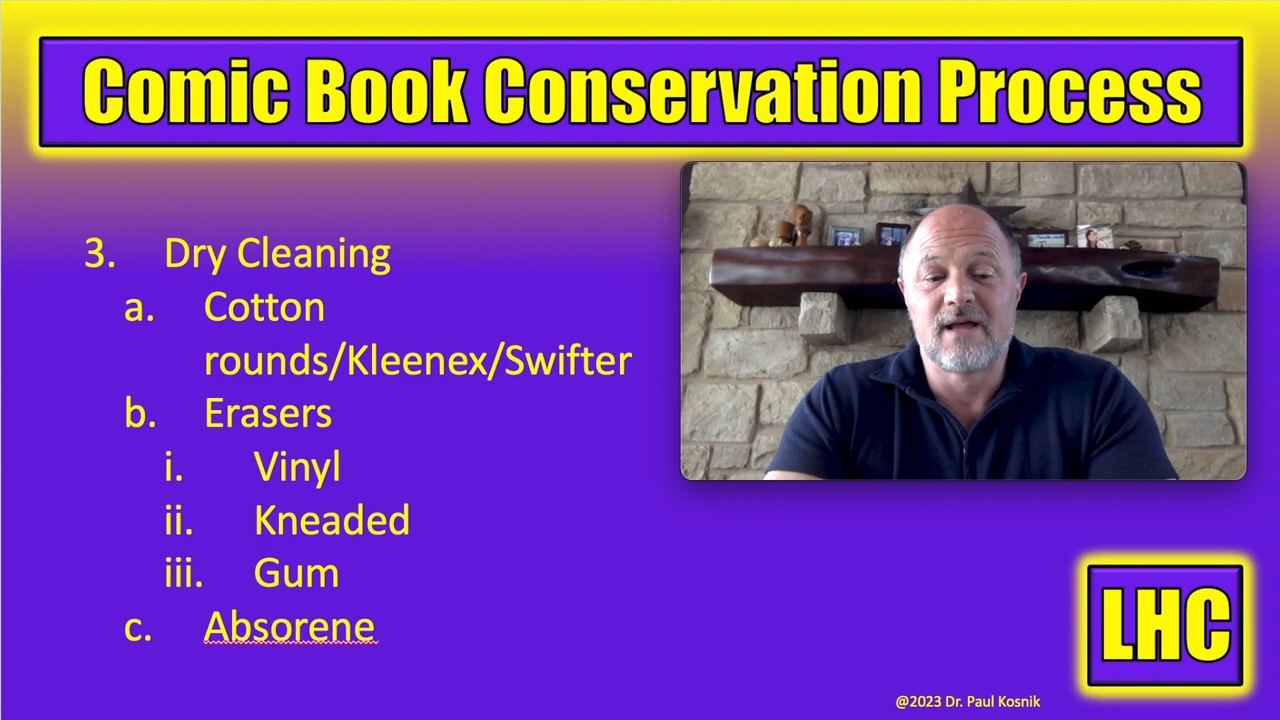 Comic Book Conservation Process
3. Dry Cleaning
a. Cotton
rounds/Kleenex/Swifter
b. Erasers
i. Vinyl
ii. Kneaded
iii. Gum
c. Absorene
LHC
@2023 Dr. Paul Kosnik